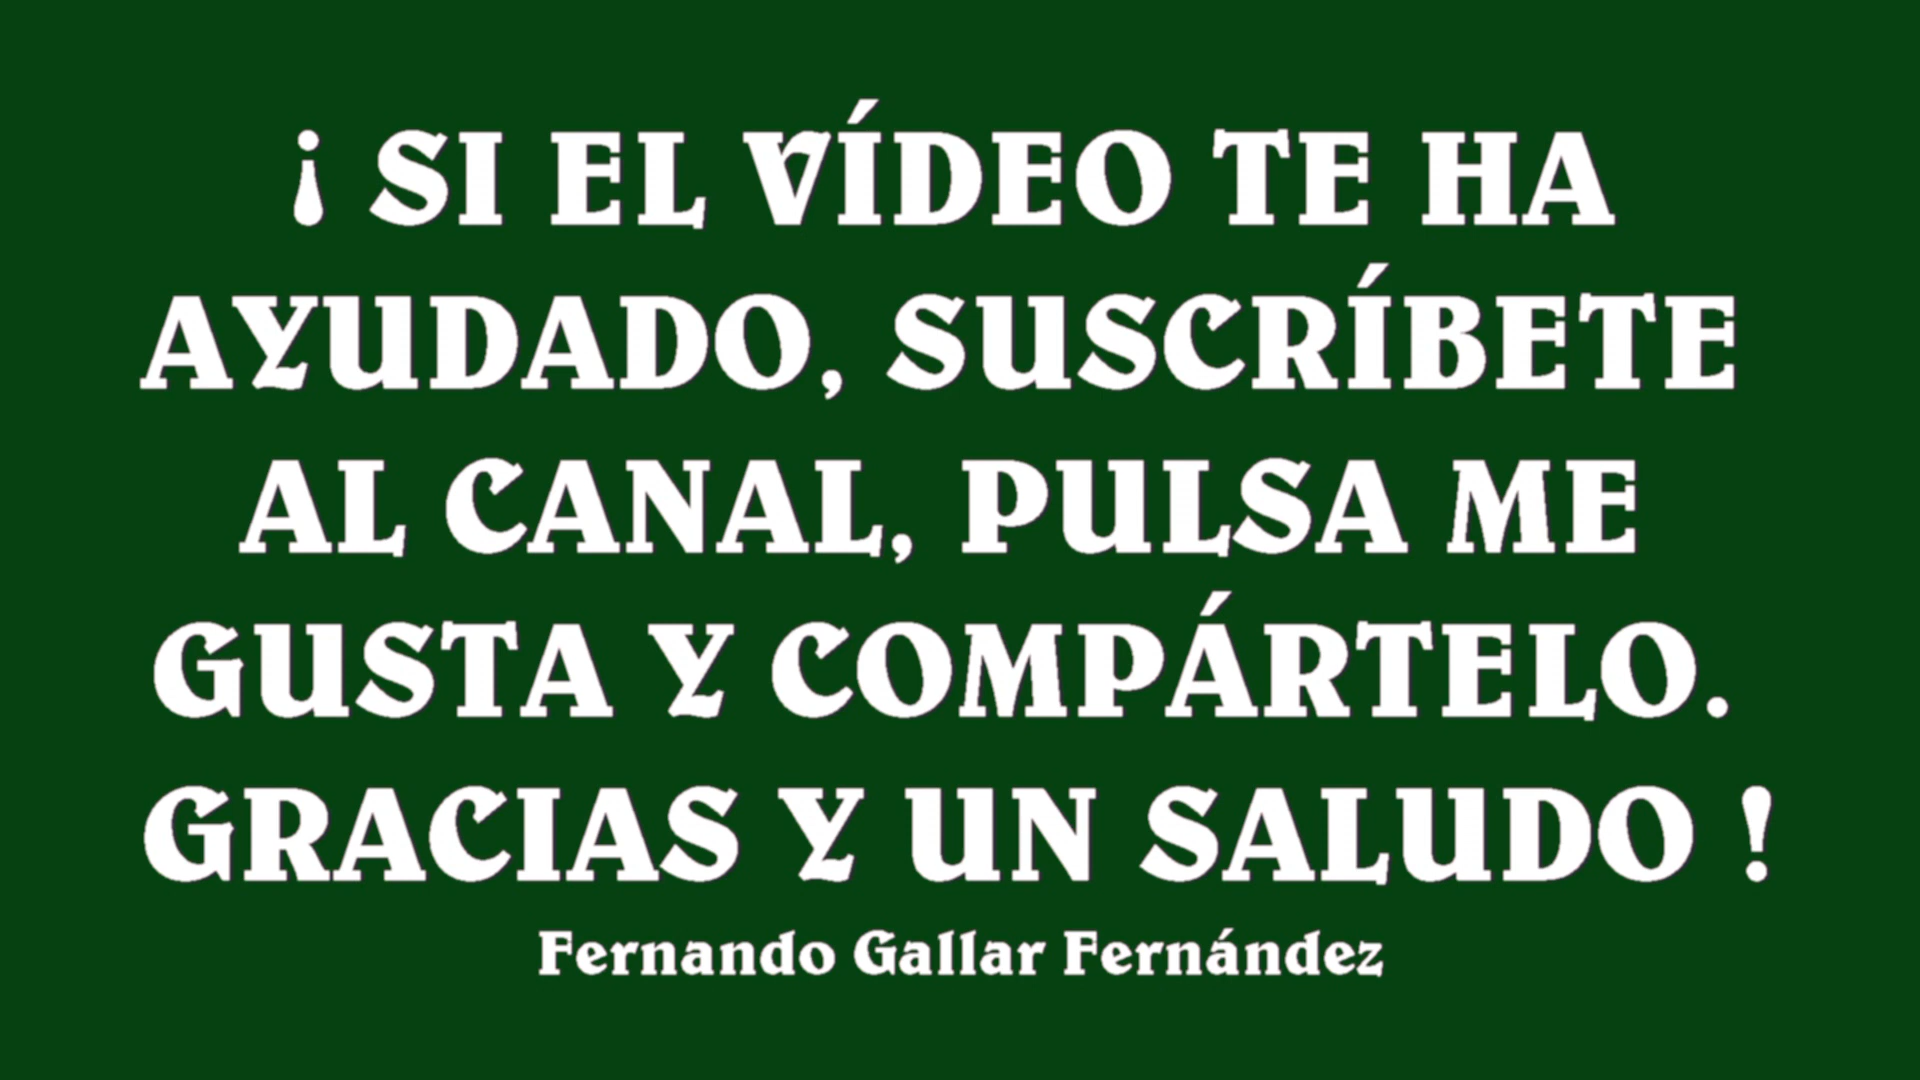 ¡ SI EL VÍDEO TE HA
AYUDADO, SUSCRÍBETE
AL CANAL, PULSA ME
GUSTA Y COMPÁRTELO.
GRACIAS Y UN SALUDO !
Fernando Gallar Fernández